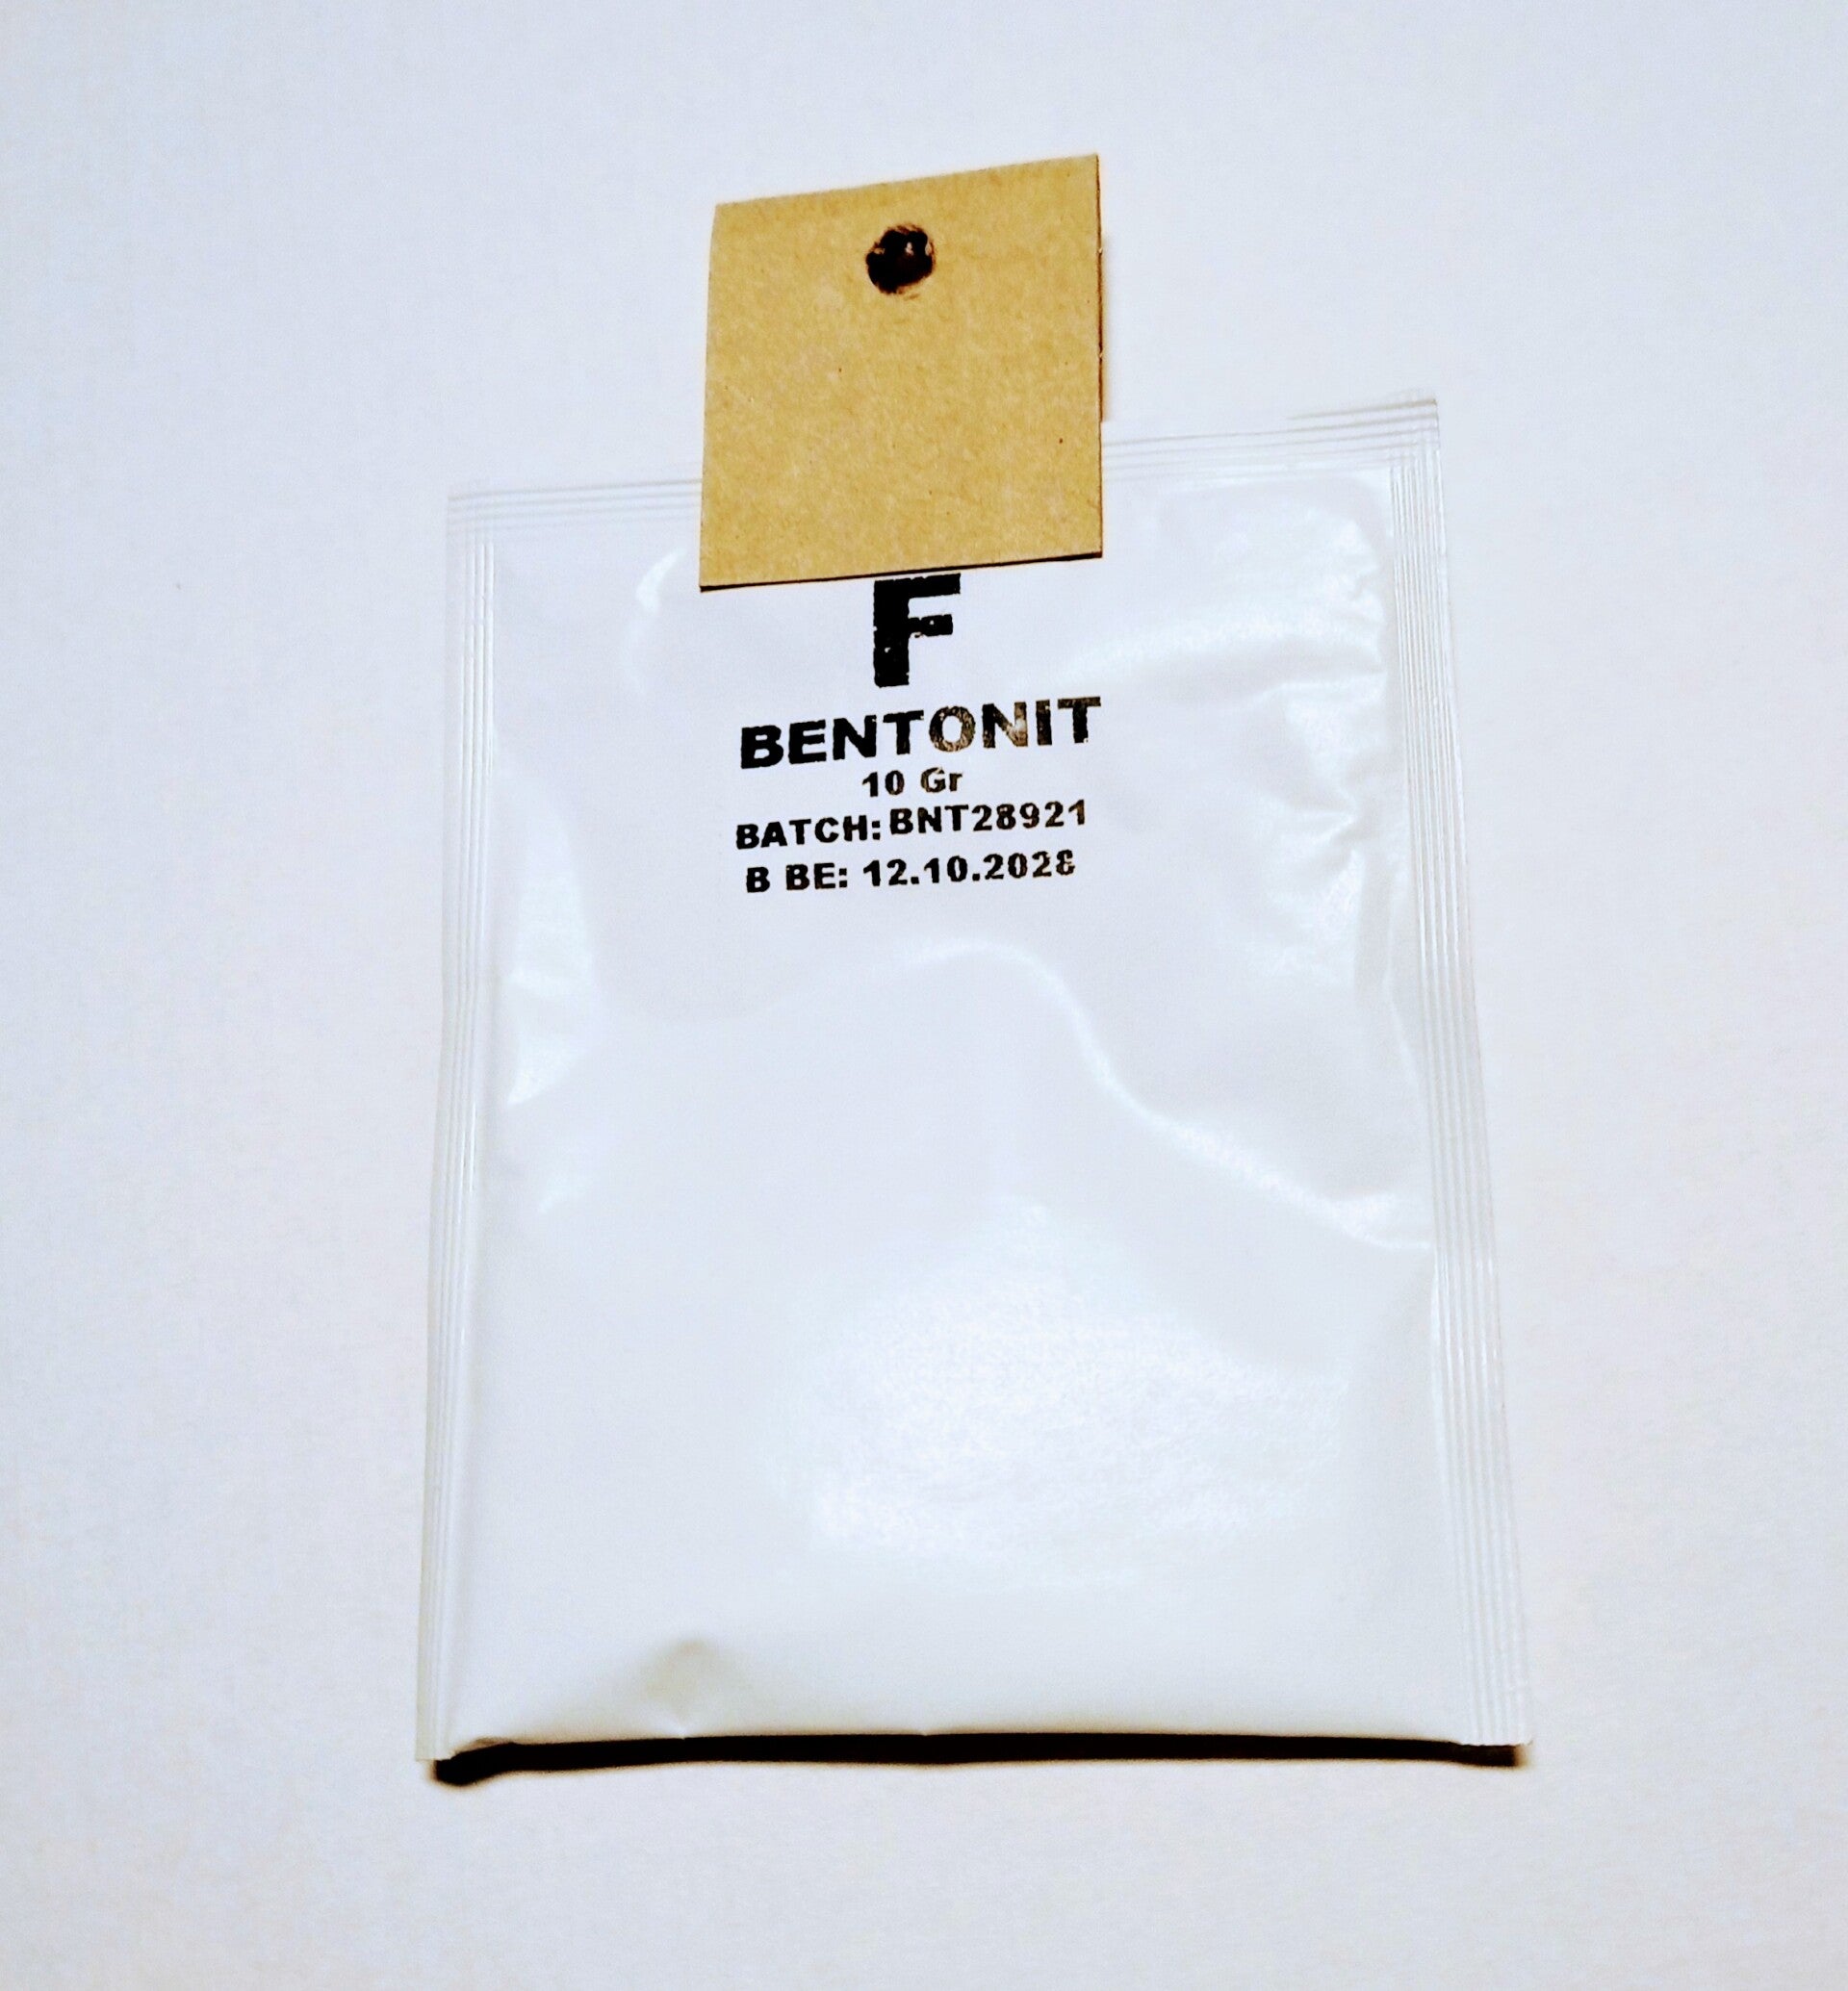 F
BENTONIT
10 Gr
BATCH: BNT28921
B BE: 12.10.2028